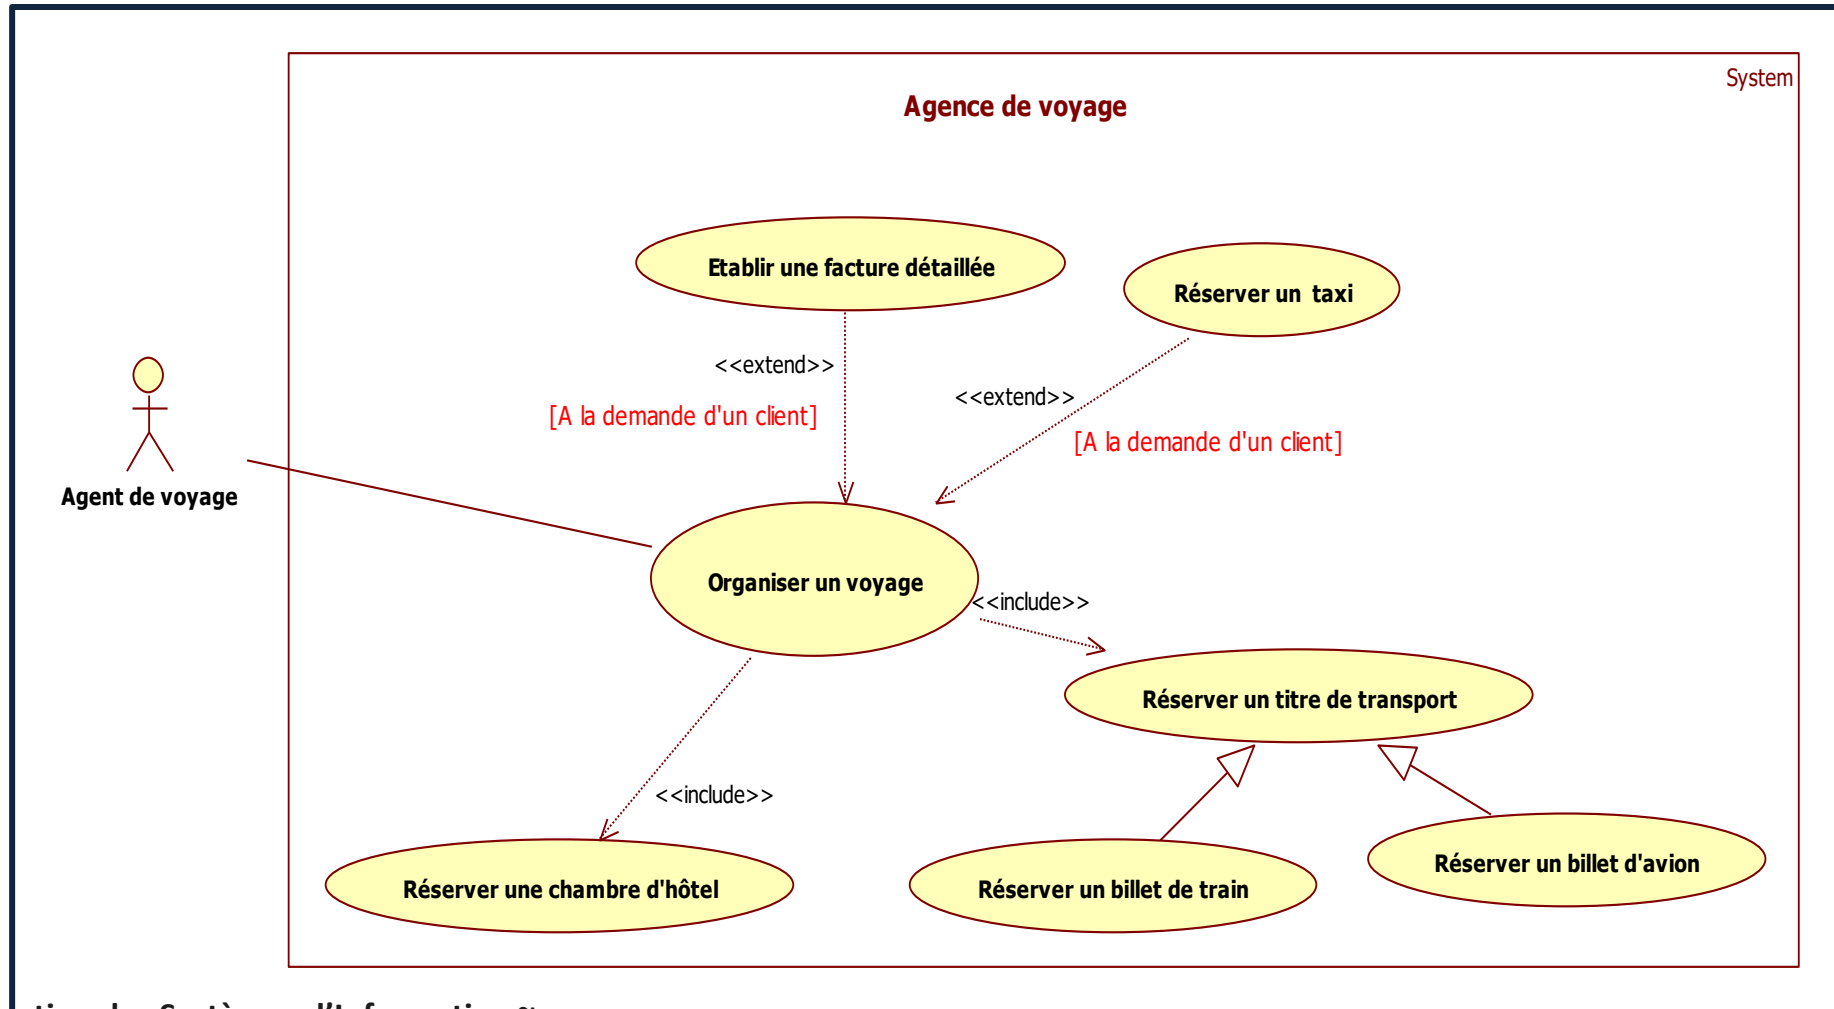 System
Agence de voyage
Etablir une facture détaillée
Réserver un  taxi
<<extend>>
<<extend>>
[A la demande d'un client]
[A la demande d'un client]
Agent de voyage
Organiser un voyage
<<include>>
Réserver un titre de transport
<<include>>
Réserver une chambre d'hôtel
Réserver un billet de train
Réserver un billet d'avion